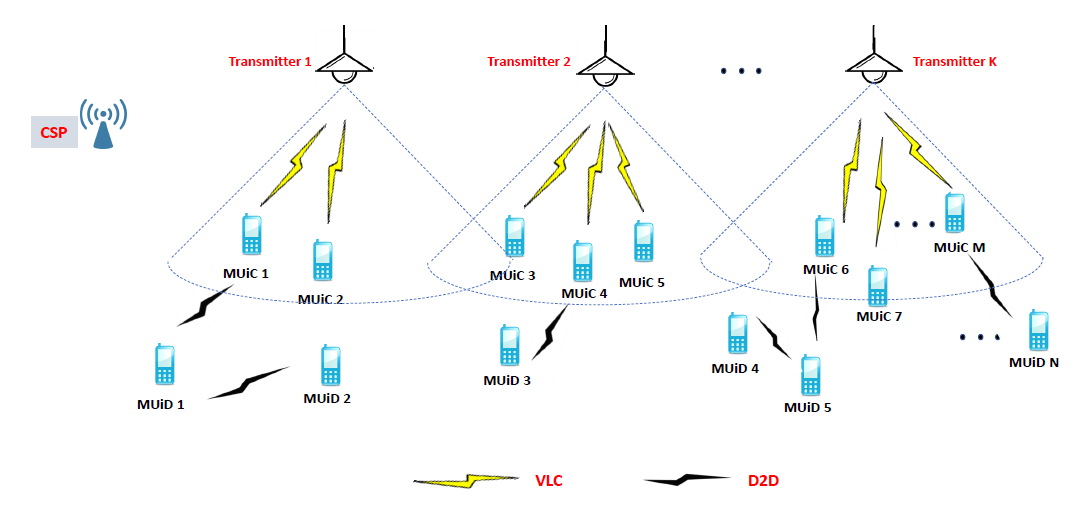 Transmitter 1
Transmitter 2
Transmitter K
CSP
MUiC 1
MUiC 2
MUiC 3
MUiC 4
MUiC 5
MUiC 6
MUiC 7
MUiC M
MUiD 1
MUiD 2
MUiD 3
MUiD 4
MUiD 5
MUiD N
VLC
D2D